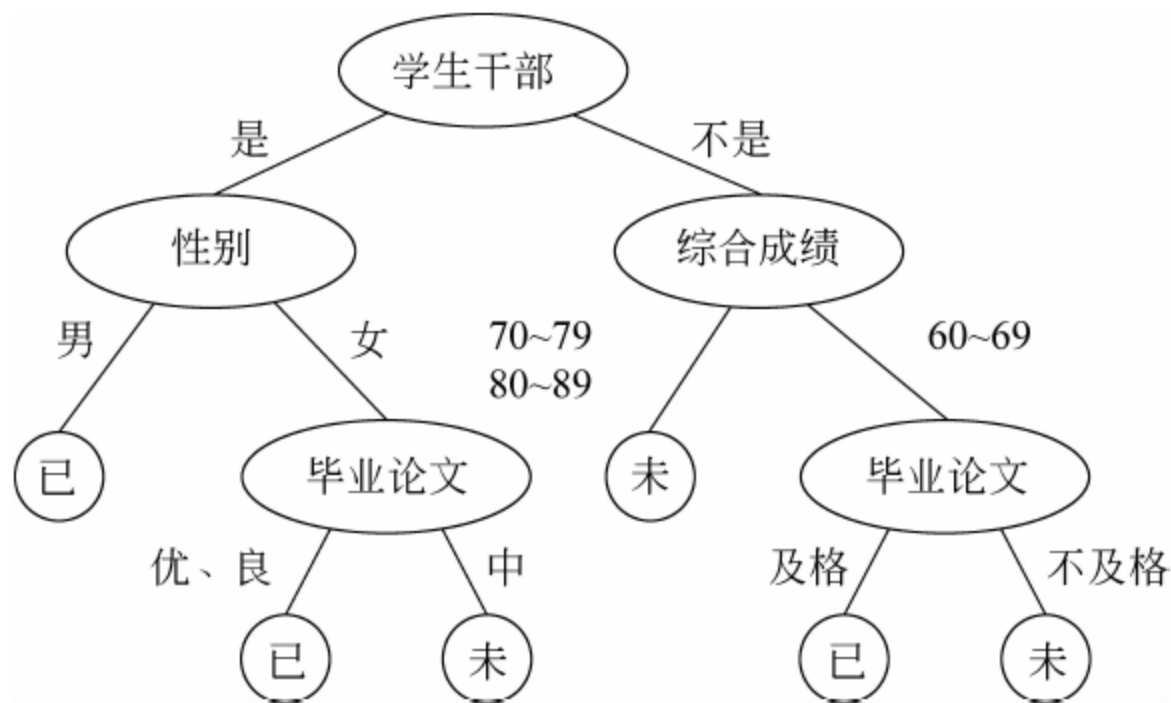 学生干部
是
不是
性别
综合成绩
男
女
70~79
80~89
60~69
已
毕业论文
未
毕业论文
优、良
中
及格
不及格
已
未
已
未